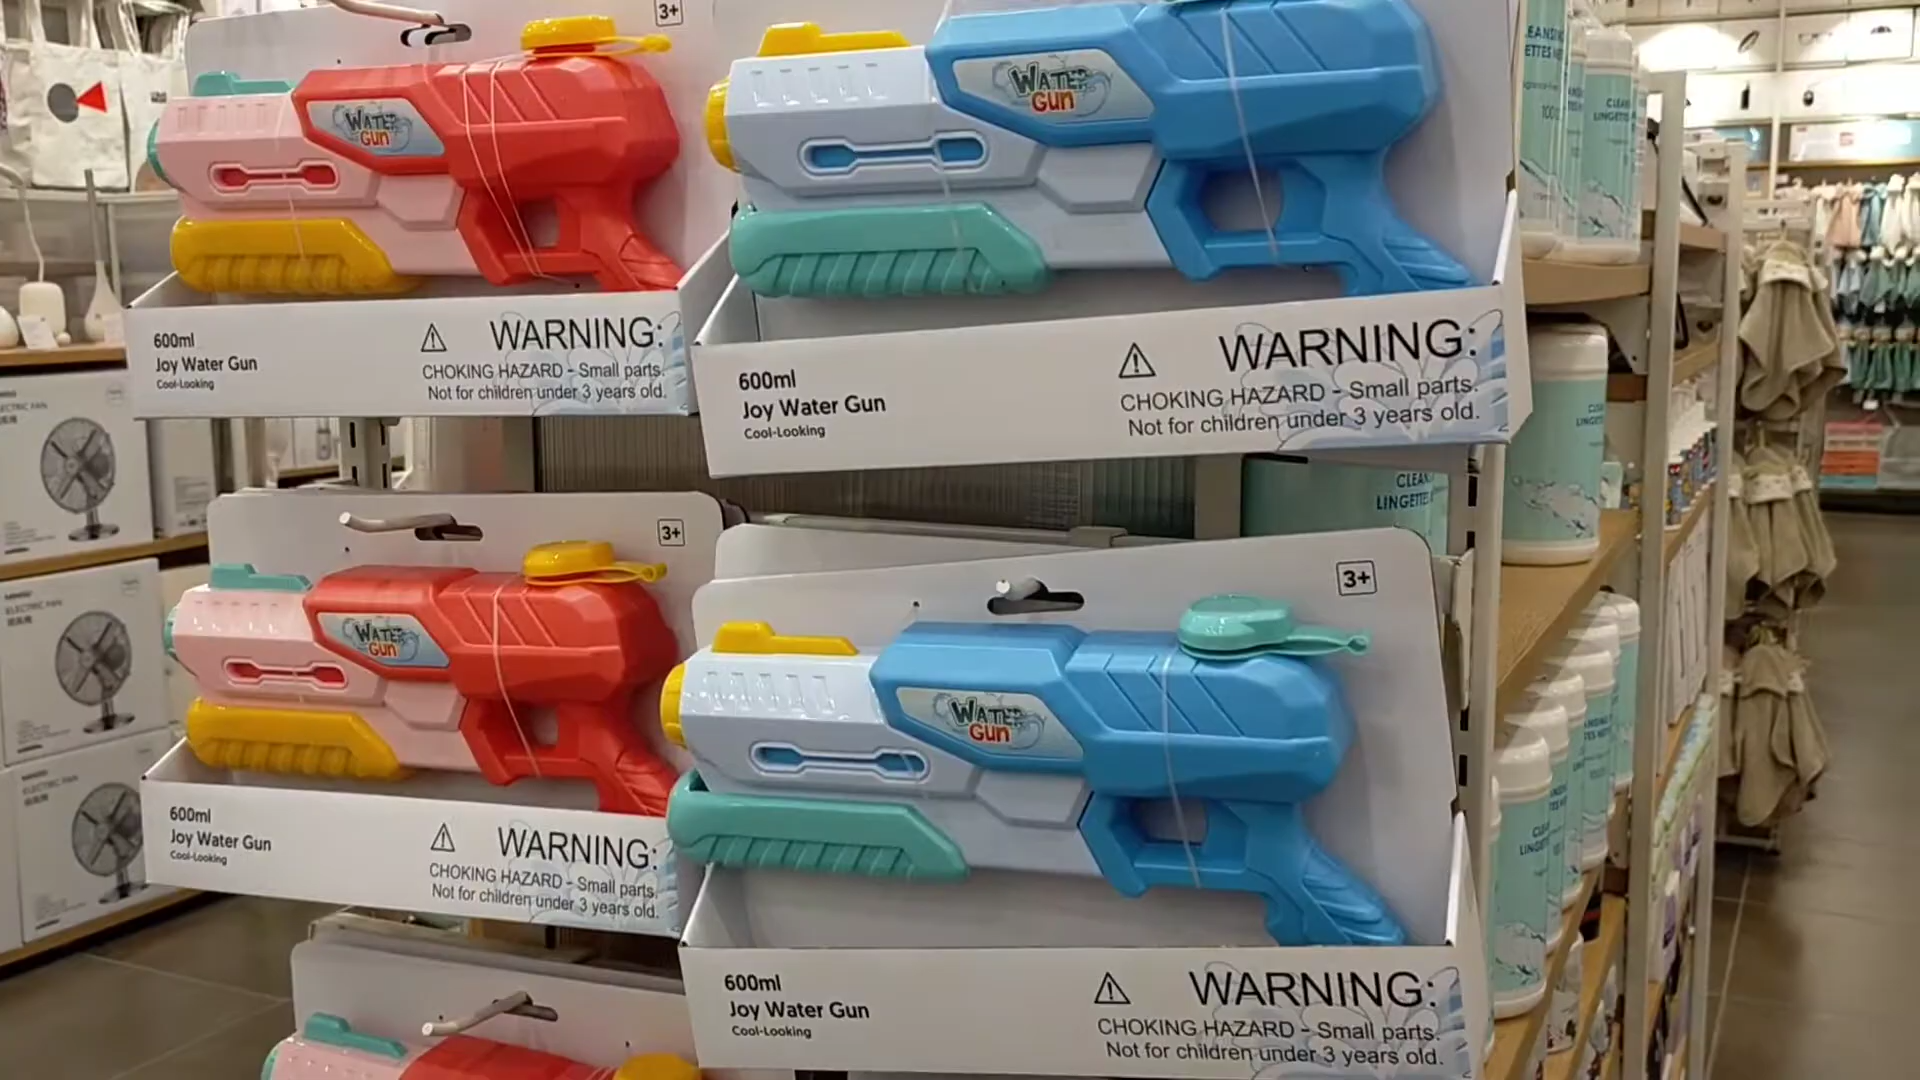 3+
WATER
Gun
600ml
Joy Water Gun
Cool-Looking
WARNING:
CHOKING HAZARD - Small parts.
Not for children under 3 years old.
WATER
Gun
600ml
Joy Water Gun
Cool-Looking
WARNING:
CHOKING HAZARD - Small parts.
Not for children under 3 years old.
3+
WATER
Gun
600ml
Joy Water Gun
Cool-Looking
WARNING:
CHOKING HAZARD - Small parts.
Not for children under 3 years old.
3+
WATER
Gun
600ml
Joy Water Gun
Cool-Looking
WARNING:
CHOKING HAZARD - Small parts.
Not for children under 3 years old.
ELECTRIC FAN